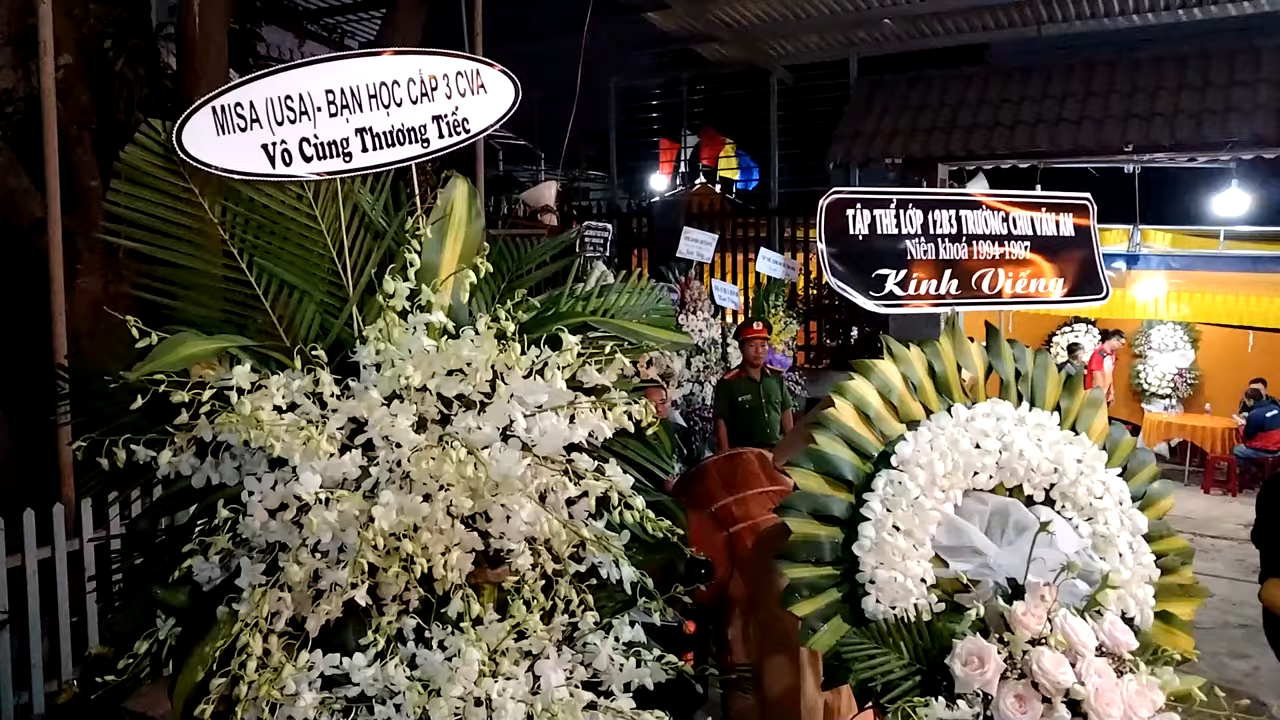 MISA (USA)- BẠN HỌC CẤP 3 CVA
Vô Cùng Thương Tiếc
TẬP THỂ LỚP 12B3 TRƯỜNG CHU VĂN AN
Niên khoá 1994-1997
Kính Viếng